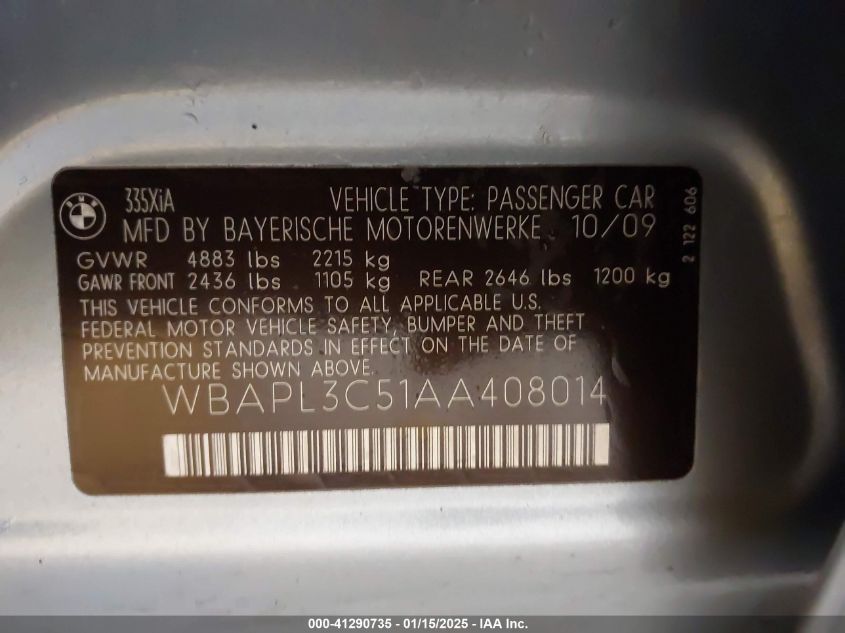 BMW
335XiA VEHICLE TYPE: PASSENGER CAR
MFD BY BAYERISCHE MOTORENWERKE 10/09
GVWR 4883 lbs 2215 kg
GAWR FRONT 2436 lbs 1105 kg REAR 2646 lbs 1200 kg
THIS VEHICLE CONFORMS TO ALL APPLICABLE U.S.
FEDERAL MOTOR VEHICLE SAFETY, BUMPER AND THEFT
PREVENTION STANDARDS IN EFFECT ON THE DATE OF
MANUFACTURE SHOWN ABOVE.
WBAPL3C51AA408014
2 122 606
000-41290735 - 01/15/2025 - IAA Inc.